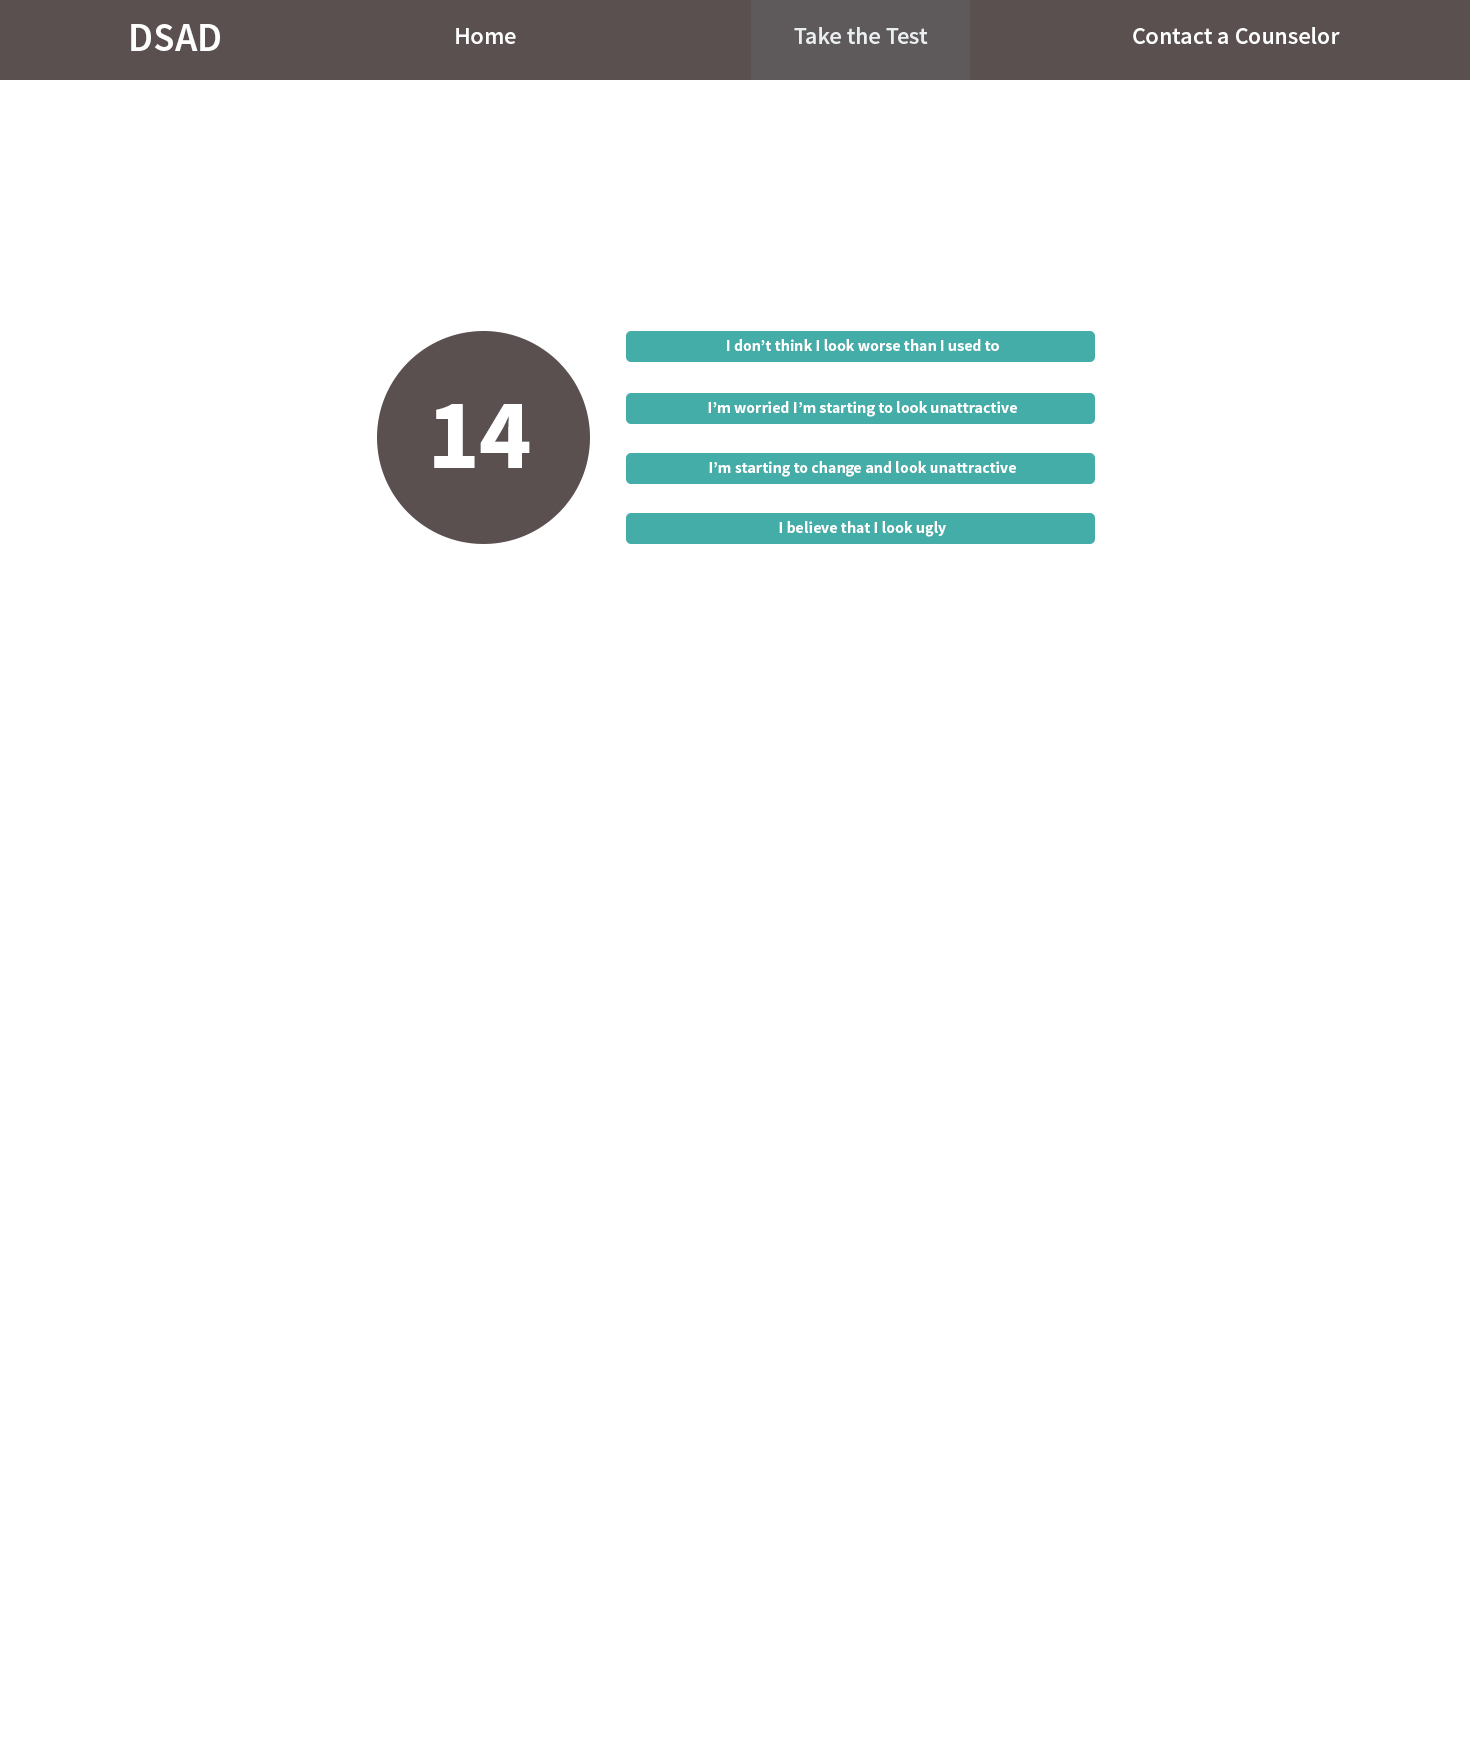 DSAD
Home
Take the Test
Contact a Counselor
14
I don’t think I look worse than I used to
I’m worried I’m starting to look unattractive
I’m starting to change and look unattractive
I believe that I look ugly